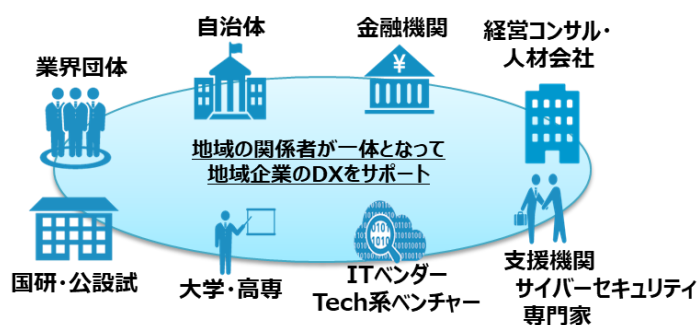 自治体
金融機関
経営コンサル・
人材会社
業界団体
¥
地域の関係者が一体となって
地域企業のDXをサポート
国研・公設試
大学・高専
ITベンダー
Tech系ベンチャー
支援機関
サイバーセキュリティ
専門家